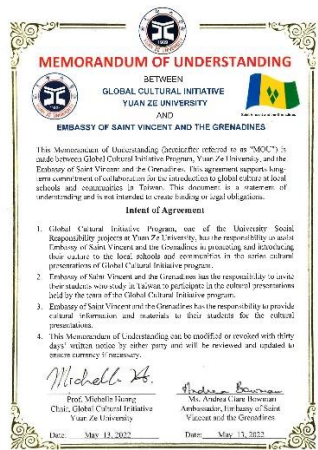 MEMORANDUM OF UNDERSTANDING
BETWEEN
GLOBAL CULTURAL INITIATIVE
YUAN ZE UNIVERSITY
AND
EMBASSY OF SAINT VINCENT AND THE GRENADINES
This Memorandum of Understanding (hereinafter referred to as "MOU") is
made between Global Cultural Initiative Program, Yuan Ze University, and the
Embassy of Saint Vincent and the Grenadines. This agreement supports long-
term commitment of collaboration for the introduction to global culture at local
schools and communities in Taiwan. This document is a statement of
understanding and is not intended to create binding or legal obligations.
Intent of Agreement
1. Global Cultural Initiative Program, one of the University Social
Responsibility projects at Yuan Ze University, has the responsibility to assist
Embassy of Saint Vincent and the Grenadines in promoting and introducing
their culture to the local schools and communities in the series cultural
presentations of Global Cultural Initiative program.
2. Embassy of Saint Vincent and the Grenadines has the responsibility to invite
their students who study in Taiwan to participate in the cultural presentations
held by the team of the Global Cultural Initiative program.
3. Embassy of Saint Vincent and the Grenadines has the responsibility to provide
cultural information and materials to their students for the cultural
presentations.
4. This Memorandum of Understanding can be modified or revoked with thirty
days' written notice by either party and will be reviewed and updated to
ensure currency if necessary.
Michelle H.
Andrea Bowman
Prof. Michelle Huang
Chair, Global Cultural Initiative
Yuan Ze University
Ms. Andrea Clare Bowman
Ambassador, Embassy of Saint
Vincent and the Grenadines
Date: May 13, 2022
Date: May 13, 2022